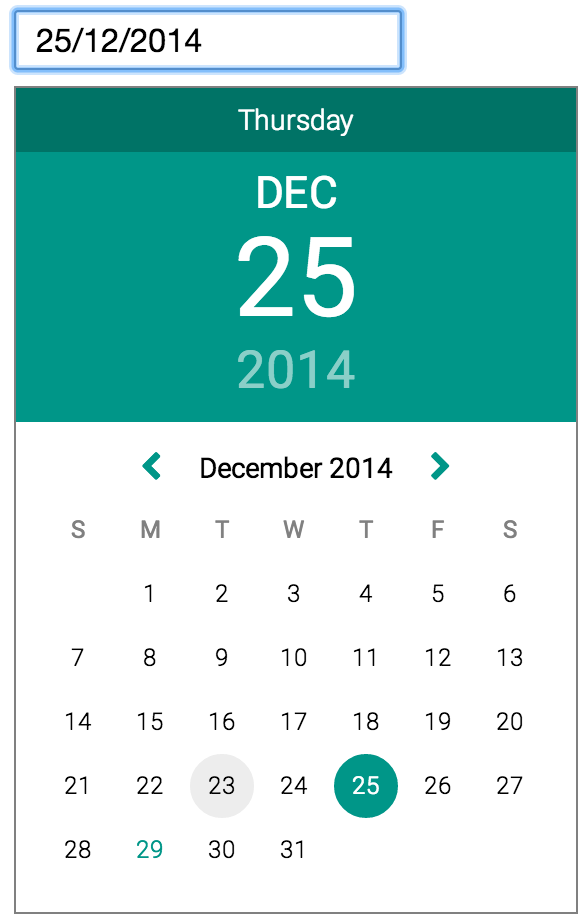 25/12/2014
Thursday
DEC
25
2014
December 2014
S M T W T F S
1 2 3 4 5 6
7 8 9 10 11 12 13
14 15 16 17 18 19 20
21 22 23 24 25 26 27
28 29 30 31